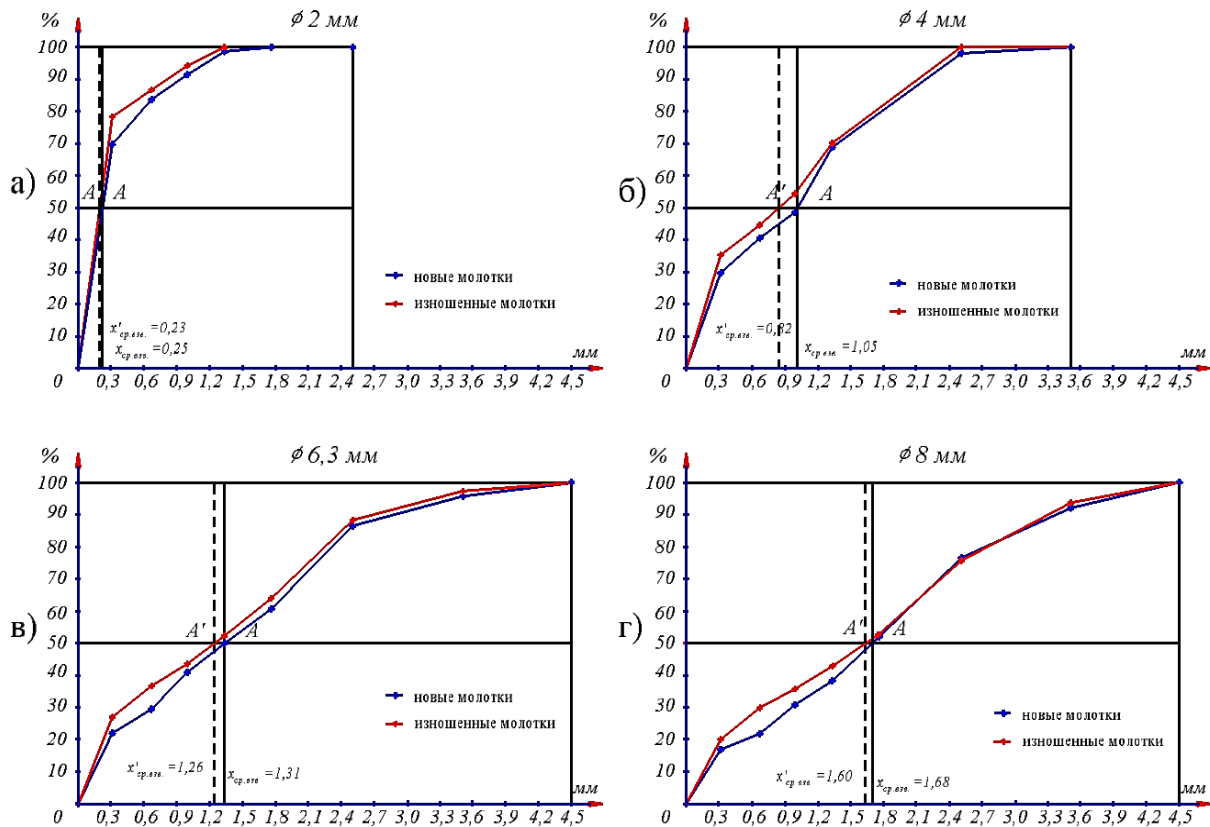 а)
%
ϕ 2 мм
100
90
80
70
60
50
40
30
20
10
0
A A
новые молотки
изношенные молотки
x'ср.взв. =0,23
xср.взв. =0,25
мм
0,3 0,6 0,9 1,2 1,5 1,8 2,4 2,7 3,0 3,3 3,6 3,9 4,2 4,5
б)
%
ϕ 4 мм
100
90
80
70
60
50
40
30
20
10
0
A' A
новые молотки
изношенные молотки
x'ср.взв. =0,82
xср.взв =1,05
мм
0,3 0,6 0,9 1,2 1,5 1,8 2,4 2,7 3,0 3,3 3,6 3,9 4,2 4,5
в)
%
ϕ 6,3 мм
100
90
80
70
60
50
40
30
20
10
0
A' A
новые молотки
изношенные молотки
x'ср.взв. =1,26
xср.взв. =1,31
мм
0,3 0,6 0,9 1,2 1,5 1,8 2,4 2,7 3,0 3,3 3,6 3,9 4,2 4,5
г)
%
ϕ 8 мм
100
90
80
70
60
50
40
30
20
10
0
A' A
новые молотки
изношенные молотки
x'ср.взв =1,60
xср.взв. =1,68
мм
0,3 0,6 0,9 1,2 1,5 1,8 2,4 2,7 3,0 3,3 3,6 3,9 4,2 4,5